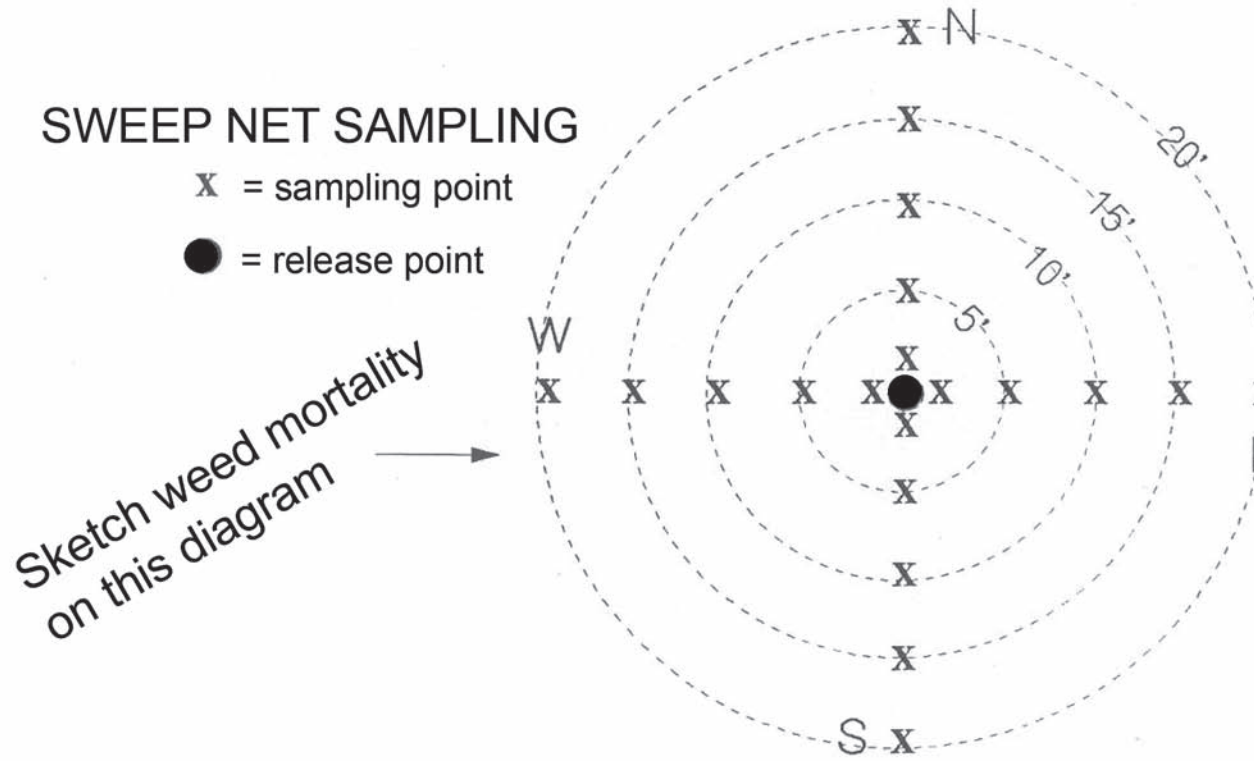 SWEEP NET SAMPLING
x = sampling point
= release point
Sketch weed mortality
on this diagram
N
20'
15'
10'
5'
W
S
x
x
x
x
x
x x x x x x x x x
x
x
x
x
x